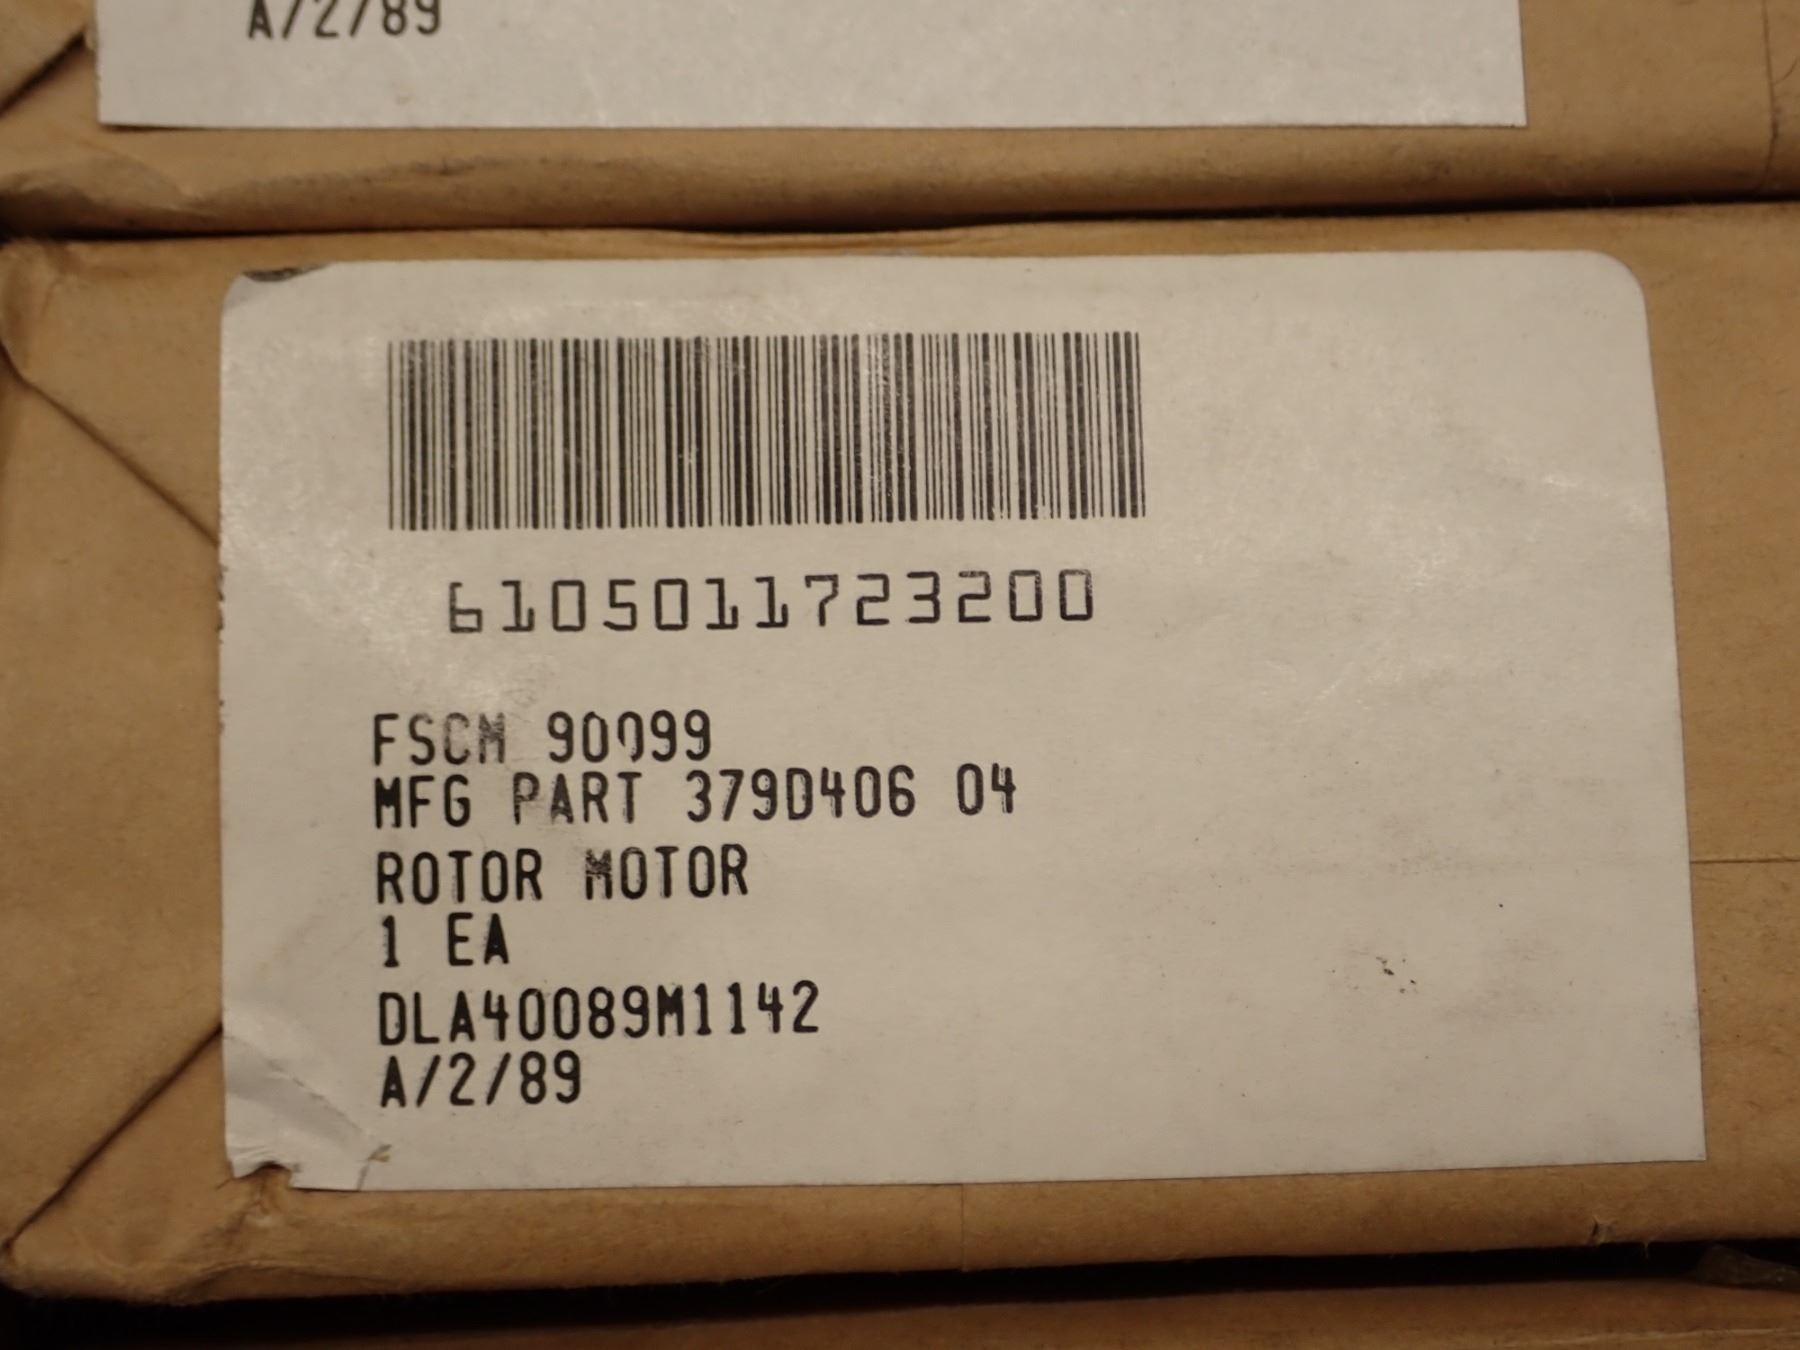 A/2/89
6105011723200
FSCM 90099
MFG PART 379D406 04
ROTOR MOTOR
1 EA
DLA40089M1142
A/2/89